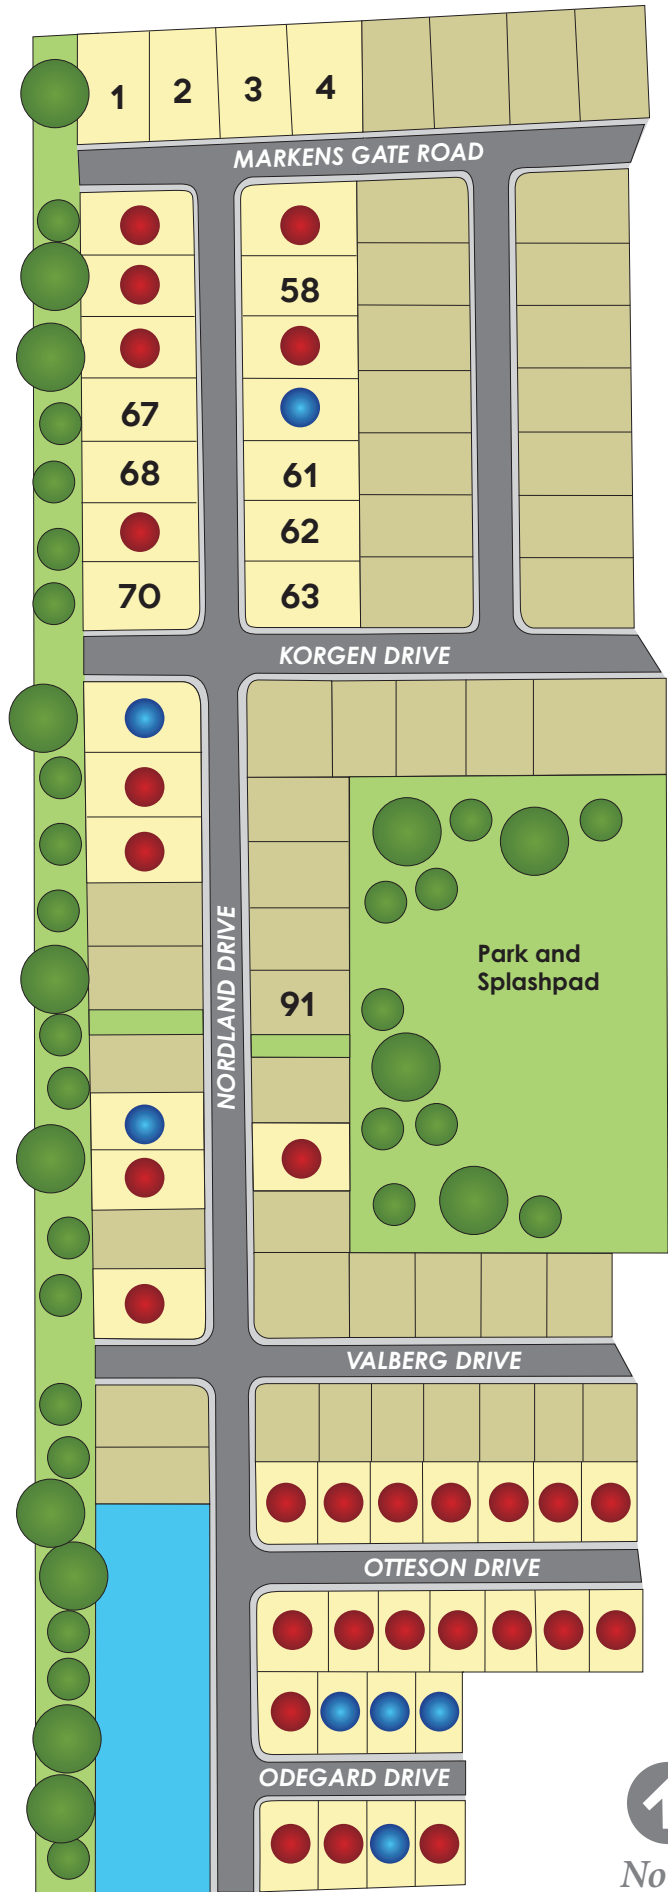 1 2 3 4
MARKENS GATE ROAD
58
67
68
61
62
70
63
KORGEN DRIVE
NORDLAND DRIVE
Park and
Splashpad
91
VALBERG DRIVE
OTTESON DRIVE
ODEGARD DRIVE
No